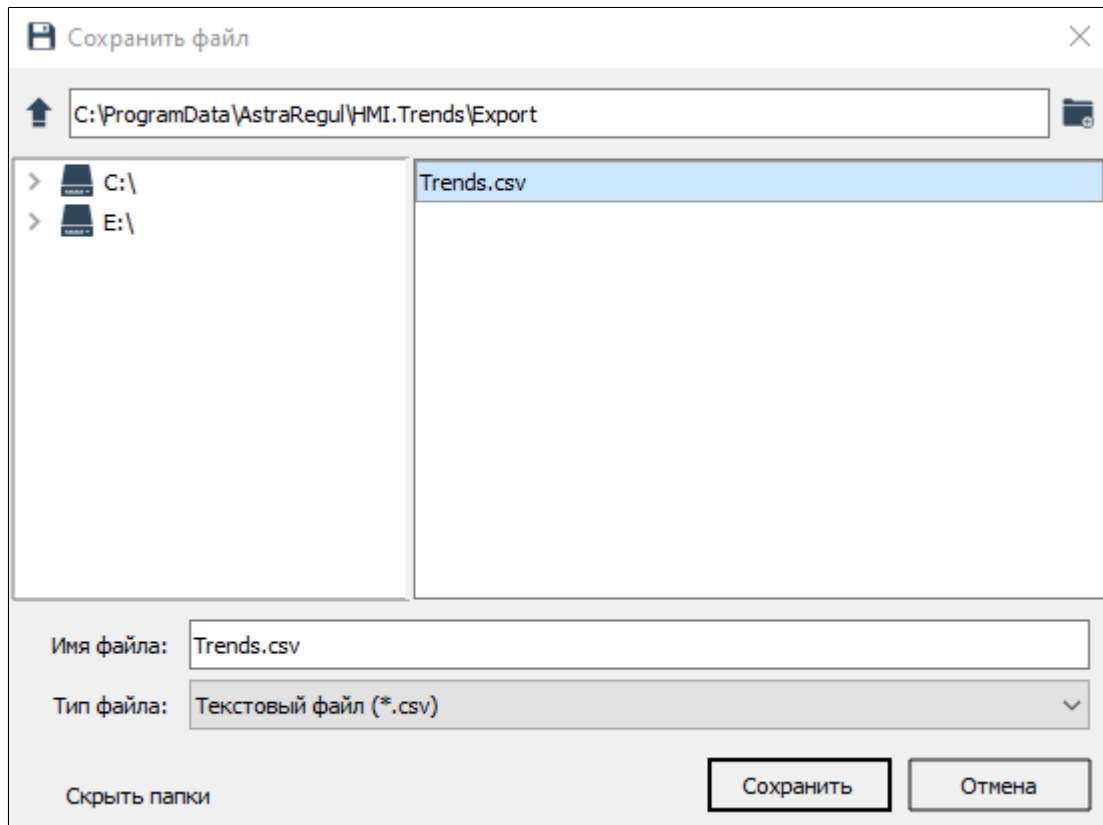 Сохранить файл
C:\ProgramData\AstraRegul\HMI.Trends\Export
C:\
E:\
Trends.csv
Имя файла: Trends.csv
Тип файла: Текстовый файл (*.csv)
Скрыть папки
Сохранить
Отмена